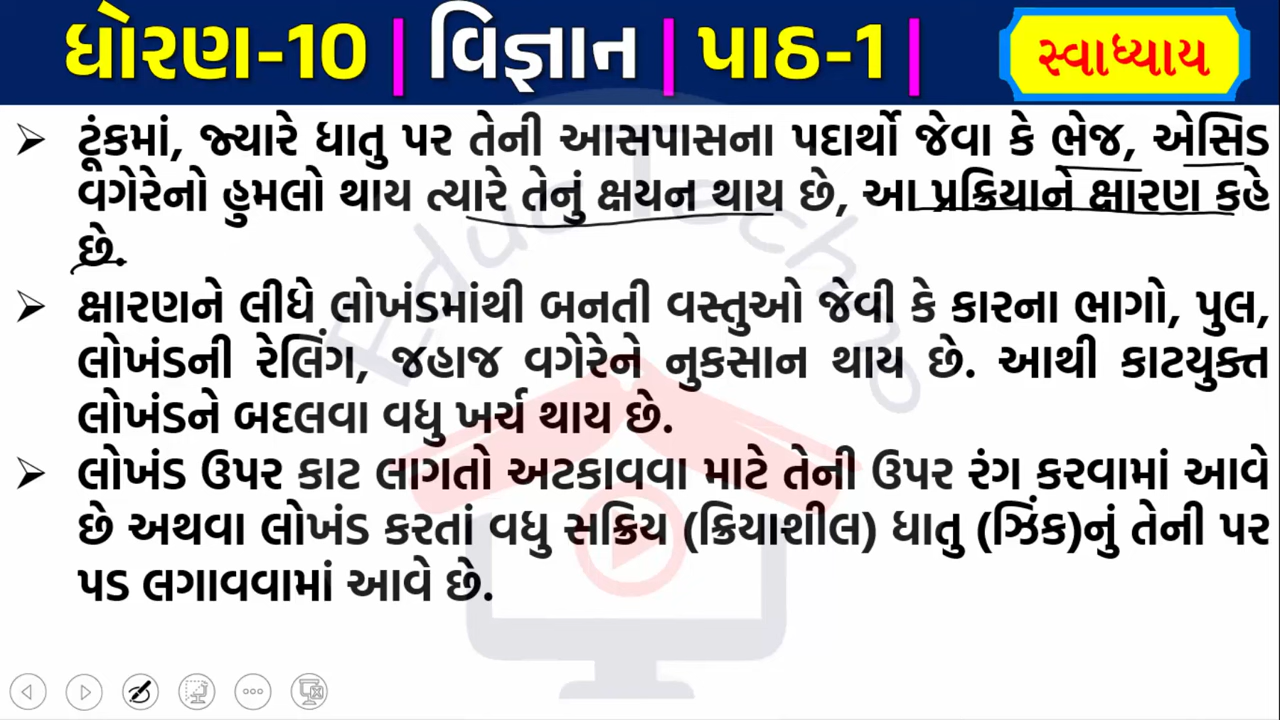 ધોરણ-10 | વિજ્ઞાન | પાઠ-1 |
સ્વાધ્યાય
➢ ટૂંકમાં, જ્યારે ધાતુ પર તેની આસપાસના પદાર્થો જેવા કે ભેજ, એસિડ
વગેરેનો હુમલો થાય ત્યારે તેનું ક્ષયન થાય છે, આ પ્રક્રિયાને ક્ષારણ કહે
છે.
➢ ક્ષારણને લીધે લોખંડમાંથી બનતી વસ્તુઓ જેવી કે કારના ભાગો, પુલ,
લોખંડની રેલિંગ, જહાજ વગેરેને નુકસાન થાય છે. આથી કાટયુક્ત
લોખંડને બદલવા વધુ ખર્ચ થાય છે.
➢ લોખંડ ઉપર કાટ લાગતો અટકાવવા માટે તેની ઉપર રંગ કરવામાં આવે
છે અથવા લોખંડ કરતાં વધુ સક્રિય (ક્રિયાશીલ) ધાતુ (ઝિંક)નું તેની પર
પડ લગાવવામાં આવે છે.
Educ Techno